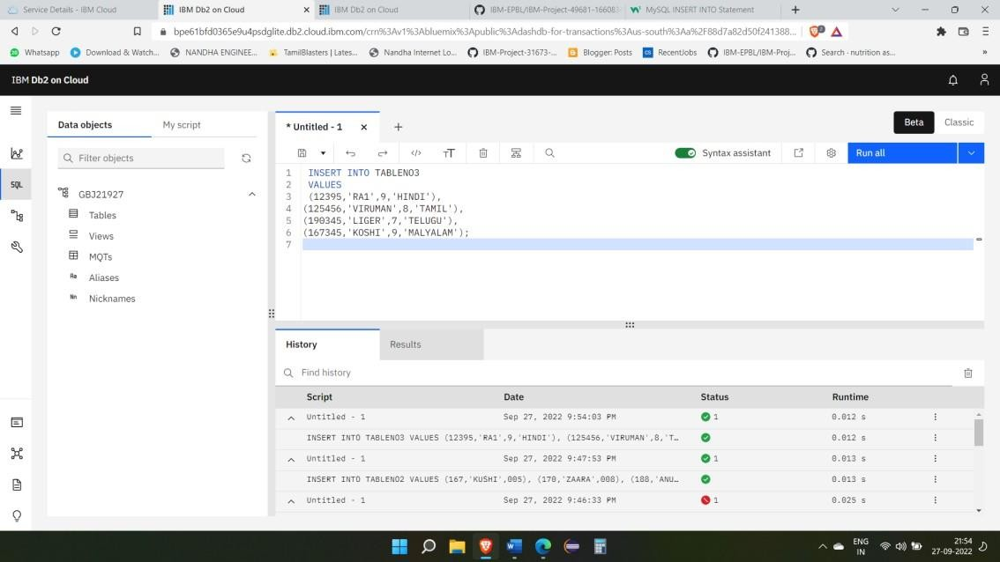 Service Details - IBM Cloud
IBM Db2 on Cloud
IBM Db2 on Cloud
IBM-EPBL/IBM-Project-49681-166083
MySQL INSERT INTO Statement
bpe61bfd0365e9u4psdglite.db2.cloud.ibm.com/crn%3Av1%3Abluemix%3Apublic%3Adashdb-for-transactions%3Aus-south%3Aa%2F88d7a82d50f241388...
Whatsapp
Download & Watch...
NANDHA ENGINEE...
TamilBlasters | Lates...
Nandha Internet Lo...
IBM-Project-31673-...
Blogger: Posts
CS RecentJobs
IBM-EPBL/IBM-Proj...
Search · nutrition as...
IBM Db2 on Cloud
Data objects
My script
* Untitled - 1
Beta
Classic
Filter objects
Syntax assistant
Run all
SQL
GBJ21927
Tables
Views
MQTs
Aliases
Nicknames
1 INSERT INTO TABLENO3
2 VALUES
3 (12395,'RA1',9,'HINDI'),
4 (125456,'VIRUMAN',8,'TAMIL'),
5 (190345,'LIGER',7,'TELUGU'),
6 (167345,'KOSHI',9,'MALYALAM');
7
History
Results
Find history
Script Date Status Runtime
Untitled - 1 Sep 27, 2022 9:54:03 PM 1 0.012 s
INSERT INTO TABLENO3 VALUES (12395,'RA1',9,'HINDI'), (125456,'VIRUMAN',8,'T... 0.012 s
Untitled - 1 Sep 27, 2022 9:47:53 PM 1 0.013 s
INSERT INTO TABLENO2 VALUES (167,'KUSHI',005), (170,'ZAARA',008), (188,'ANU... 0.013 s
Untitled - 1 Sep 27, 2022 9:46:33 PM 1 0.025 s
ENG
IN
21:54
27-09-2022